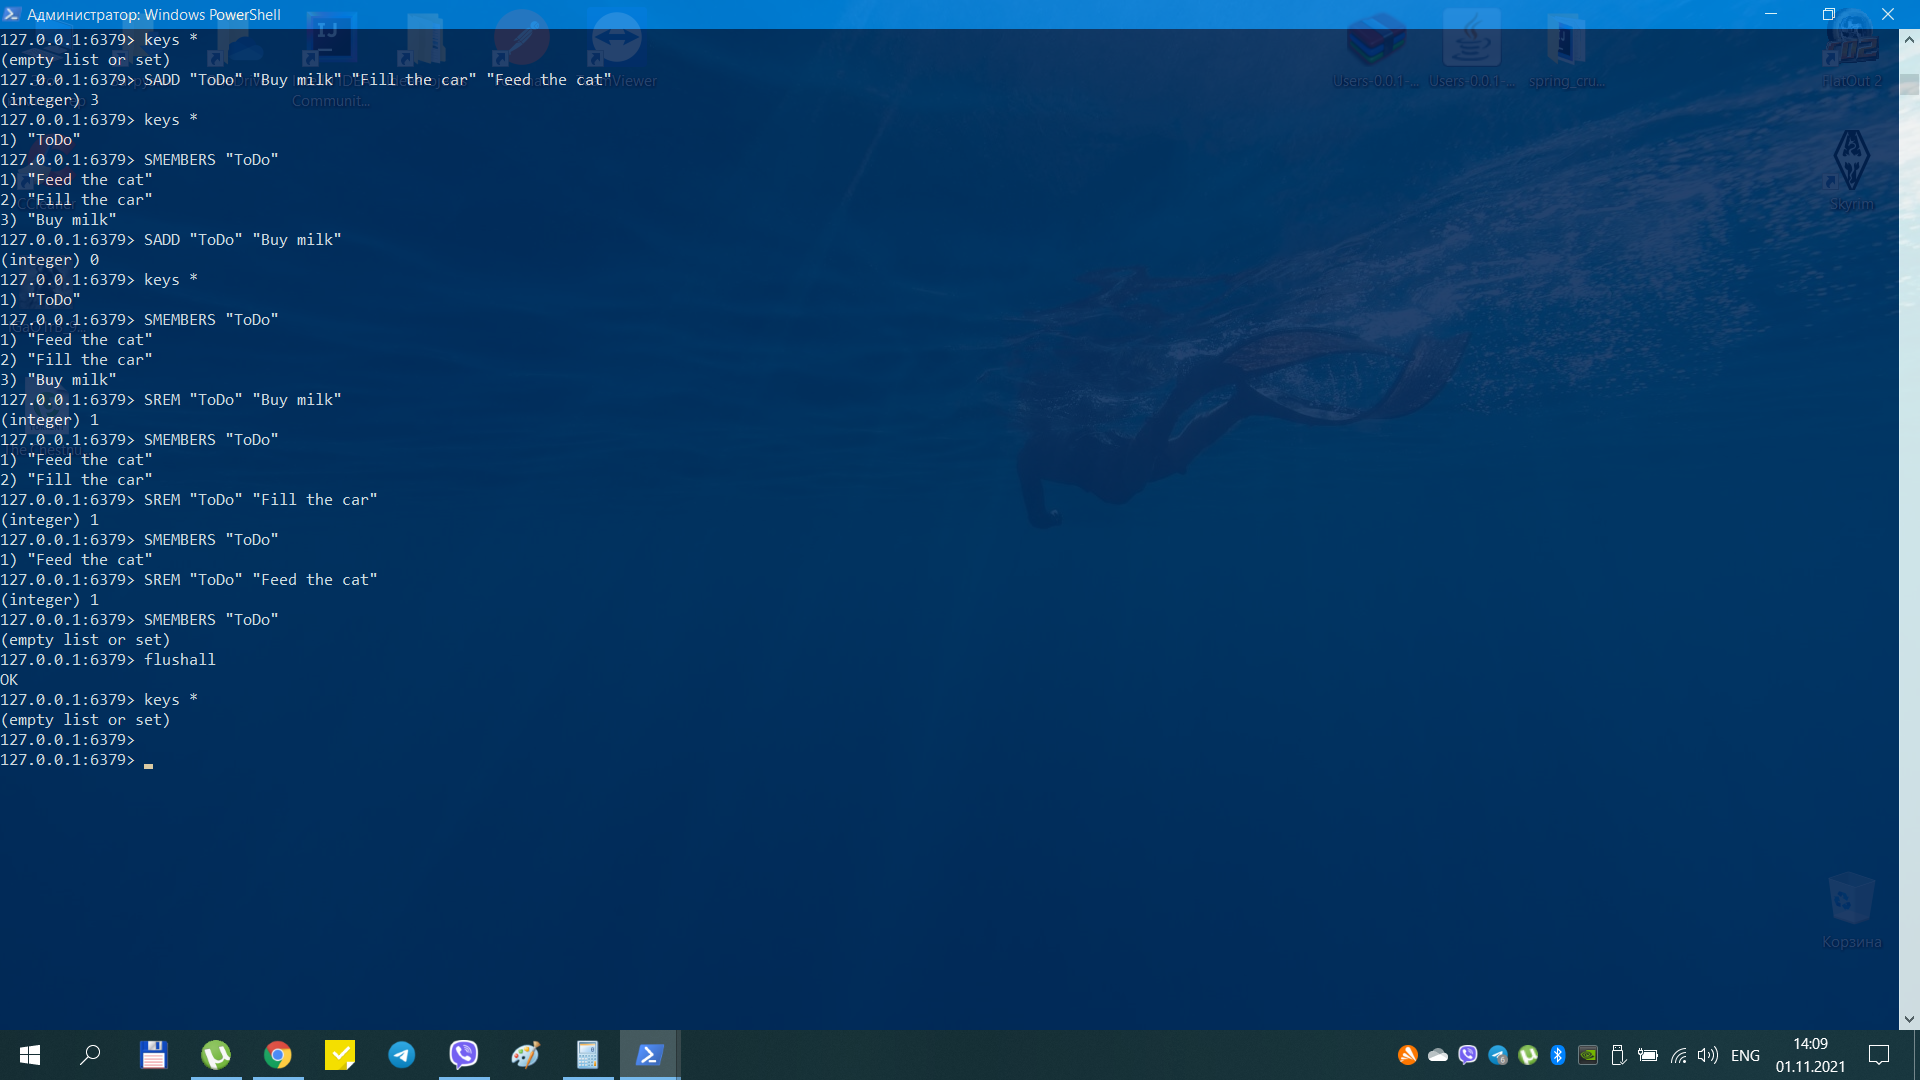 Администратор: Windows PowerShell
127.0.0.1:6379> keys *
(empty list or set)
127.0.0.1:6379> SADD "ToDo" "Buy milk" "Fill the car" "Feed the cat"
(integer) 3
127.0.0.1:6379> keys *
1) "ToDo"
127.0.0.1:6379> SMEMBERS "ToDo"
1) "Feed the cat"
2) "Fill the car"
3) "Buy milk"
127.0.0.1:6379> SADD "ToDo" "Buy milk"
(integer) 0
127.0.0.1:6379> keys *
1) "ToDo"
127.0.0.1:6379> SMEMBERS "ToDo"
1) "Feed the cat"
2) "Fill the car"
3) "Buy milk"
127.0.0.1:6379> SREM "ToDo" "Buy milk"
(integer) 1
127.0.0.1:6379> SMEMBERS "ToDo"
1) "Feed the cat"
2) "Fill the car"
127.0.0.1:6379> SREM "ToDo" "Fill the car"
(integer) 1
127.0.0.1:6379> SMEMBERS "ToDo"
1) "Feed the cat"
127.0.0.1:6379> SREM "ToDo" "Feed the cat"
(integer) 1
127.0.0.1:6379> SMEMBERS "ToDo"
(empty list or set)
127.0.0.1:6379> flushall
OK
127.0.0.1:6379> keys *
(empty list or set)
127.0.0.1:6379>
127.0.0.1:6379>
Communit...
Users-0.0.1-...
Users-0.0.1-...
spring_cru...
FlatOut 2
Skyrim
Корзина
ENG
14:09
01.11.2021